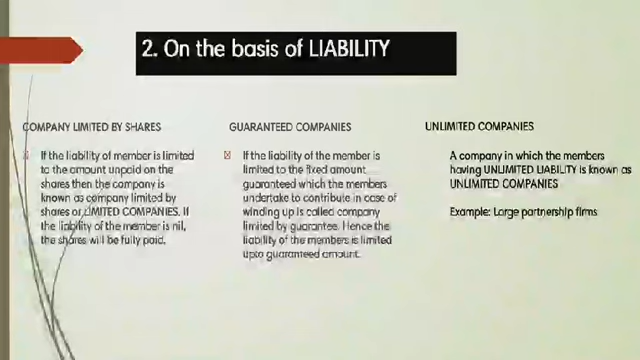 2. On the basis of LIABILITY
COMPANY LIMITED BY SHARES
If the liability of member is limited
to the amount unpaid on the
shares then the company is
known as company limited by
shares or LIMITED COMPANIES. If
the liability of the member is nil,
the shares will be fully paid.
GUARANTEED COMPANIES
If the liability of the member is
limited to the fixed amount
guaranteed which the members
undertake to contribute in case of
winding up is called company
limited by guarantee. Hence the
liability of the members is limited
upto guaranteed amount.
UNLIMITED COMPANIES
A company in which the members
having UNLIMITED LIABILITY is known as
UNLIMITED COMPANIES
Example: Large partnership firms